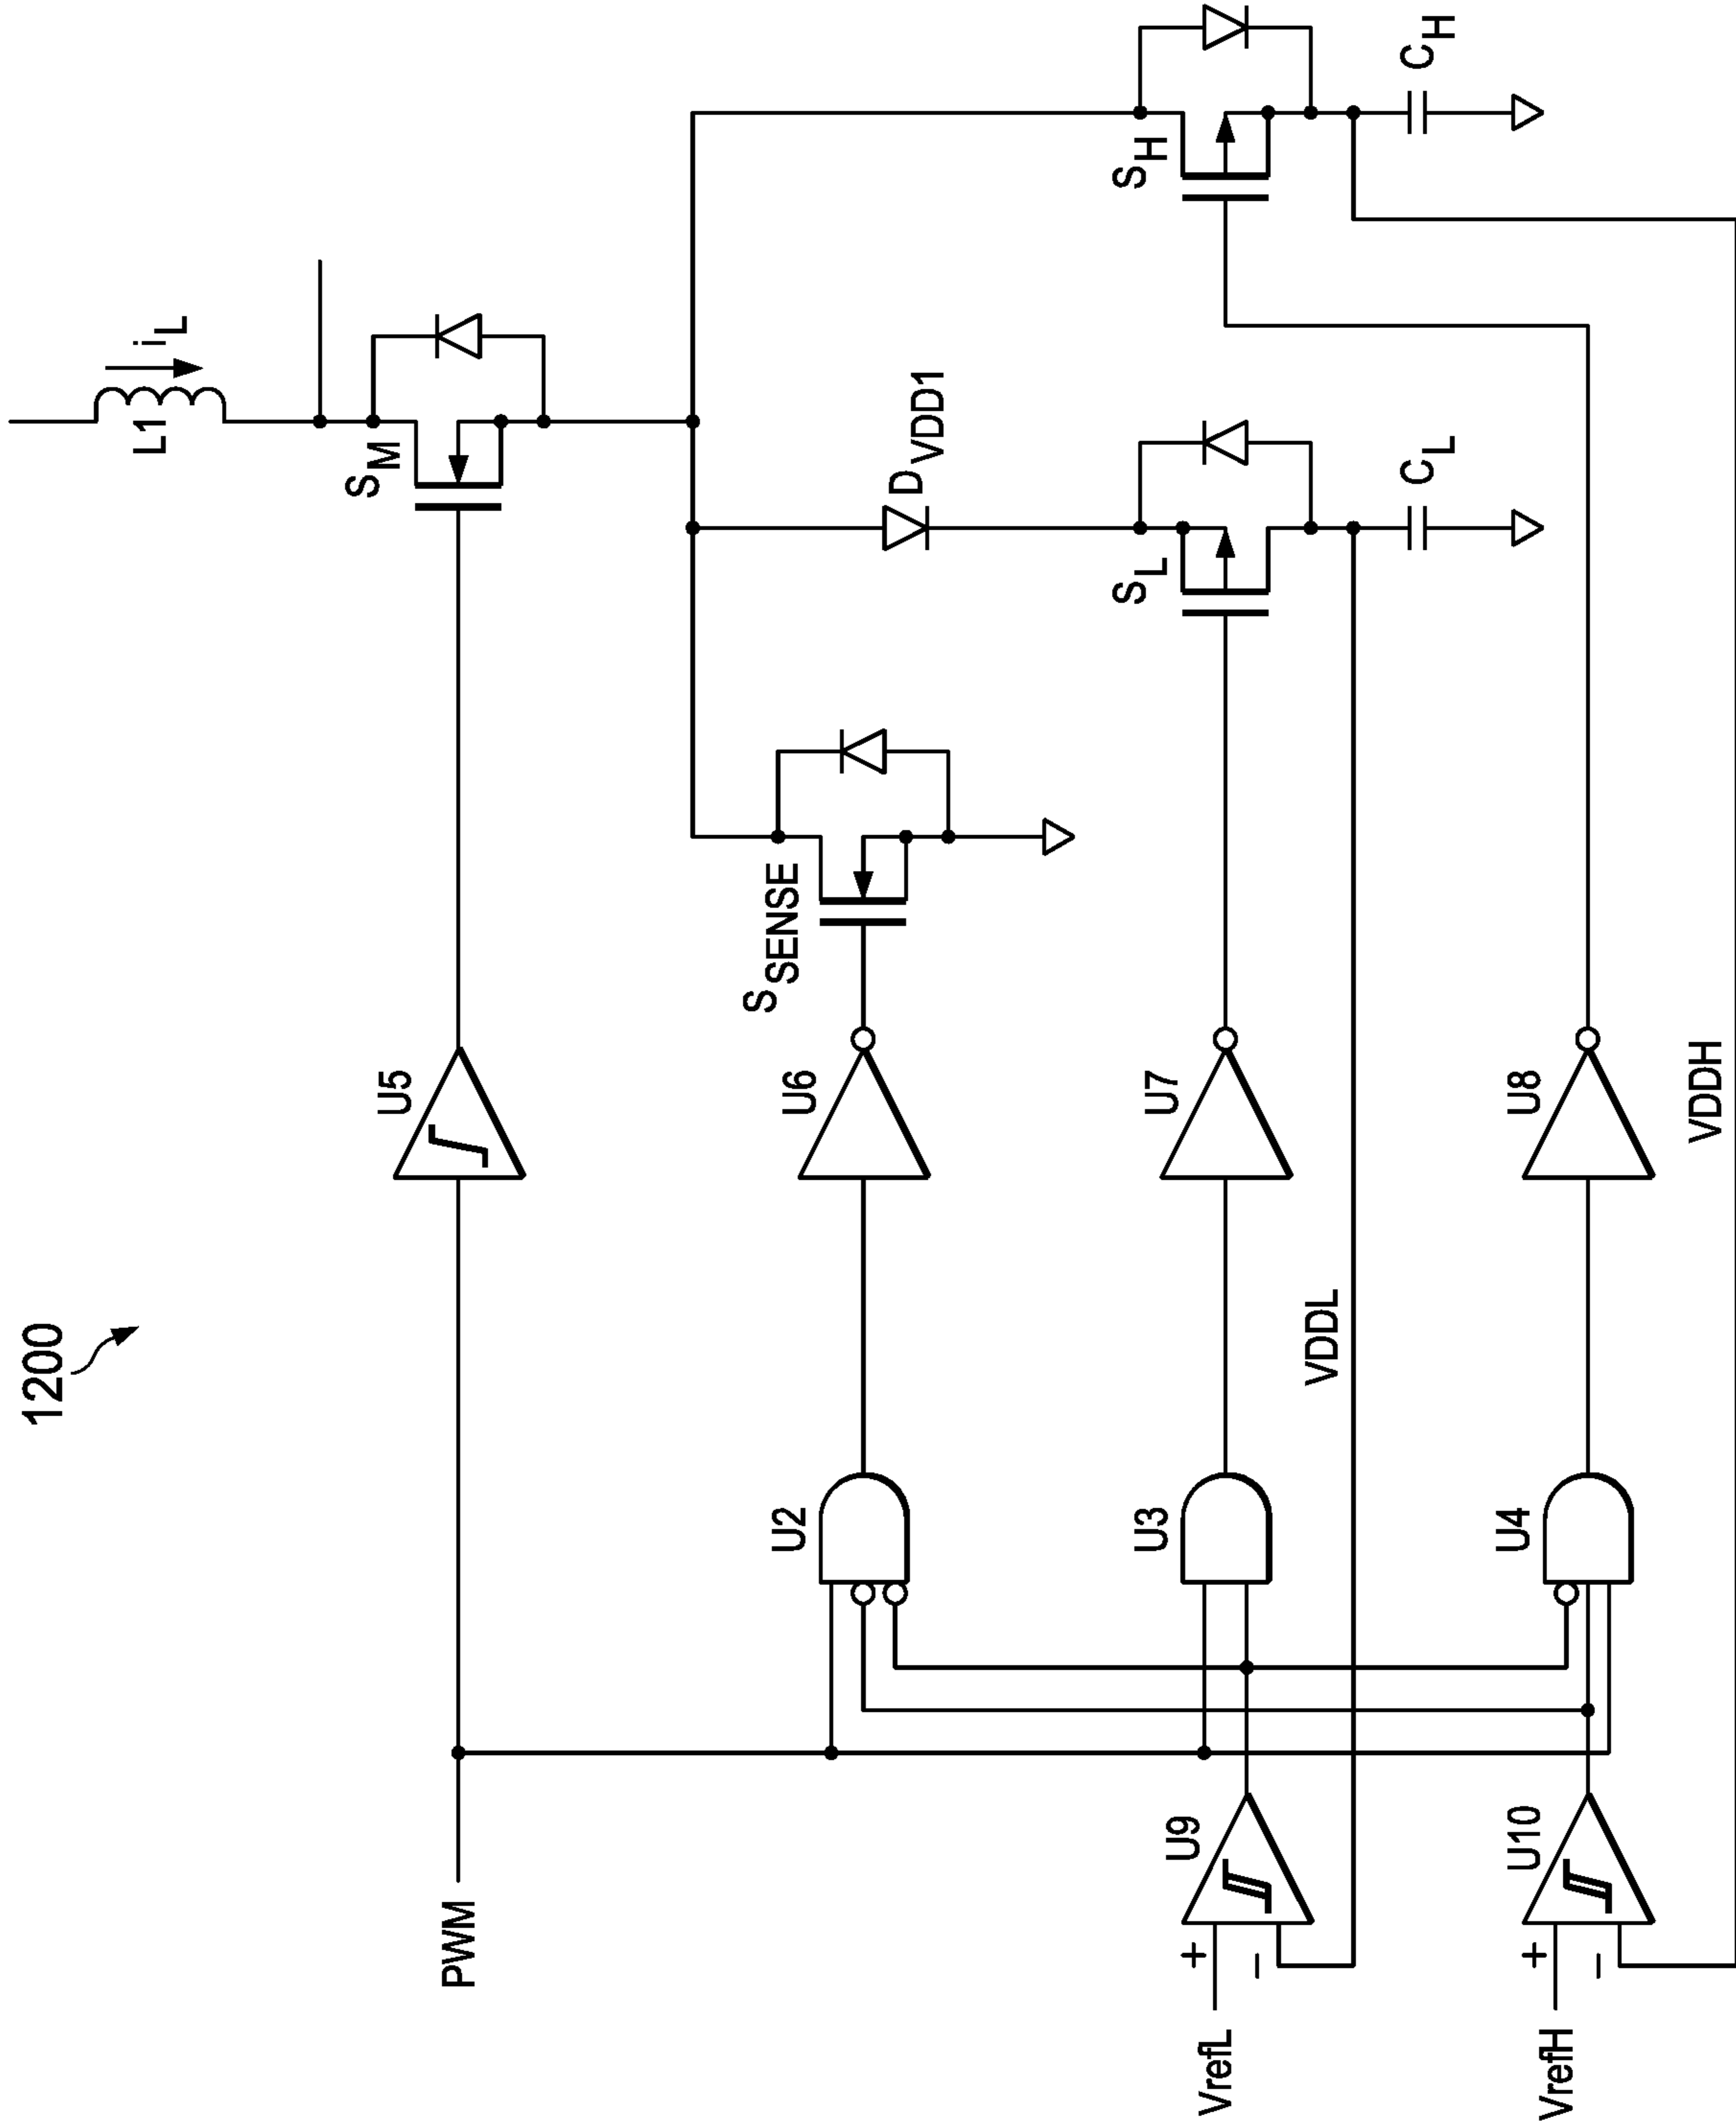 1200
L1
iL
SM
U5
PWM
SSENSE
U6
U2
DVDD1
SL
SH
CL
CH
U7
U3
U9
VrefL
+
−
VDDL
U8
U4
U10
VrefH
+
−
VDDH